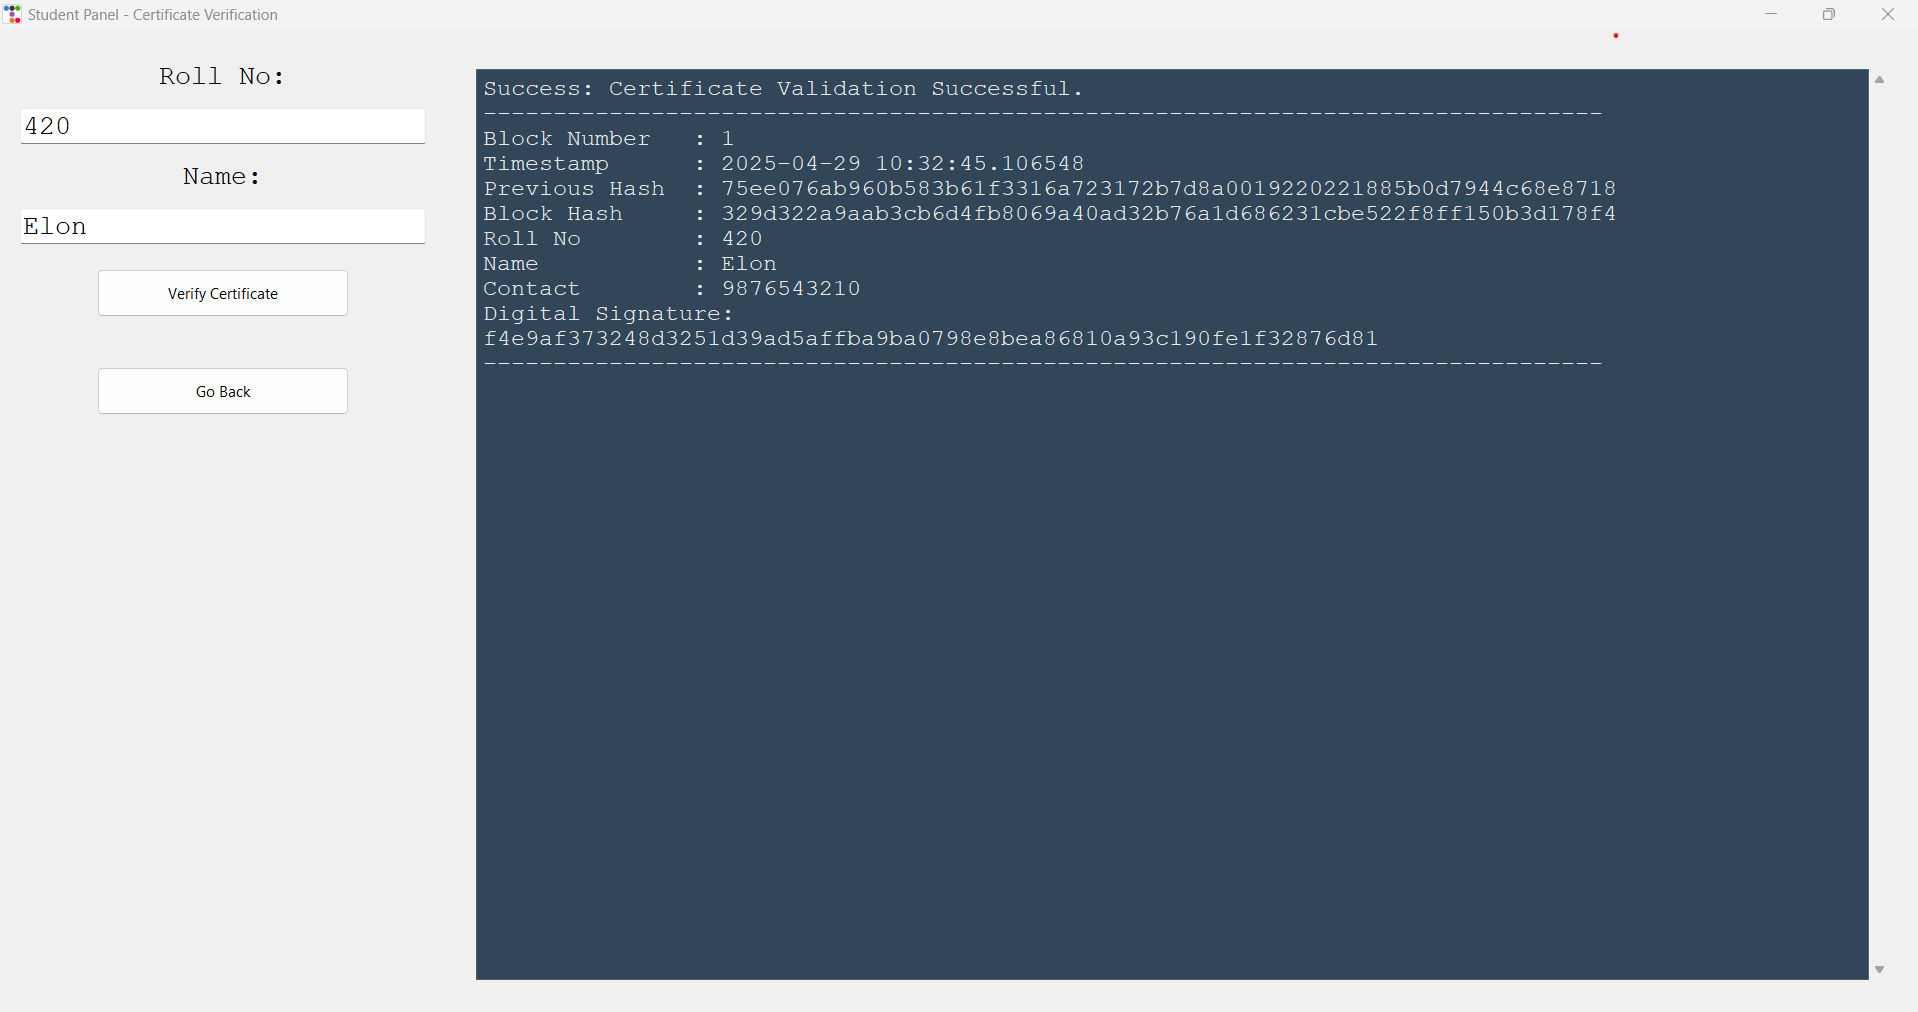 Student Panel - Certificate Verification
Roll No:
420
Name:
Elon
Verify Certificate
Go Back
Success: Certificate Validation Successful.
--------------------------------------------------------------------------------
Block Number   : 1
Timestamp      : 2025-04-29 10:32:45.106548
Previous Hash  : 75ee076ab960b583b61f3316a723172b7d8a0019220221885b0d7944c68e8718
Block Hash     : 329d322a9aab3cb6d4fb8069a40ad32b76a1d686231cbe522f8ff150b3d178f4
Roll No        : 420
Name           : Elon
Contact        : 9876543210
Digital Signature:
f4e9af373248d3251d39ad5affba9ba0798e8bea86810a93c190fe1f32876d81
--------------------------------------------------------------------------------